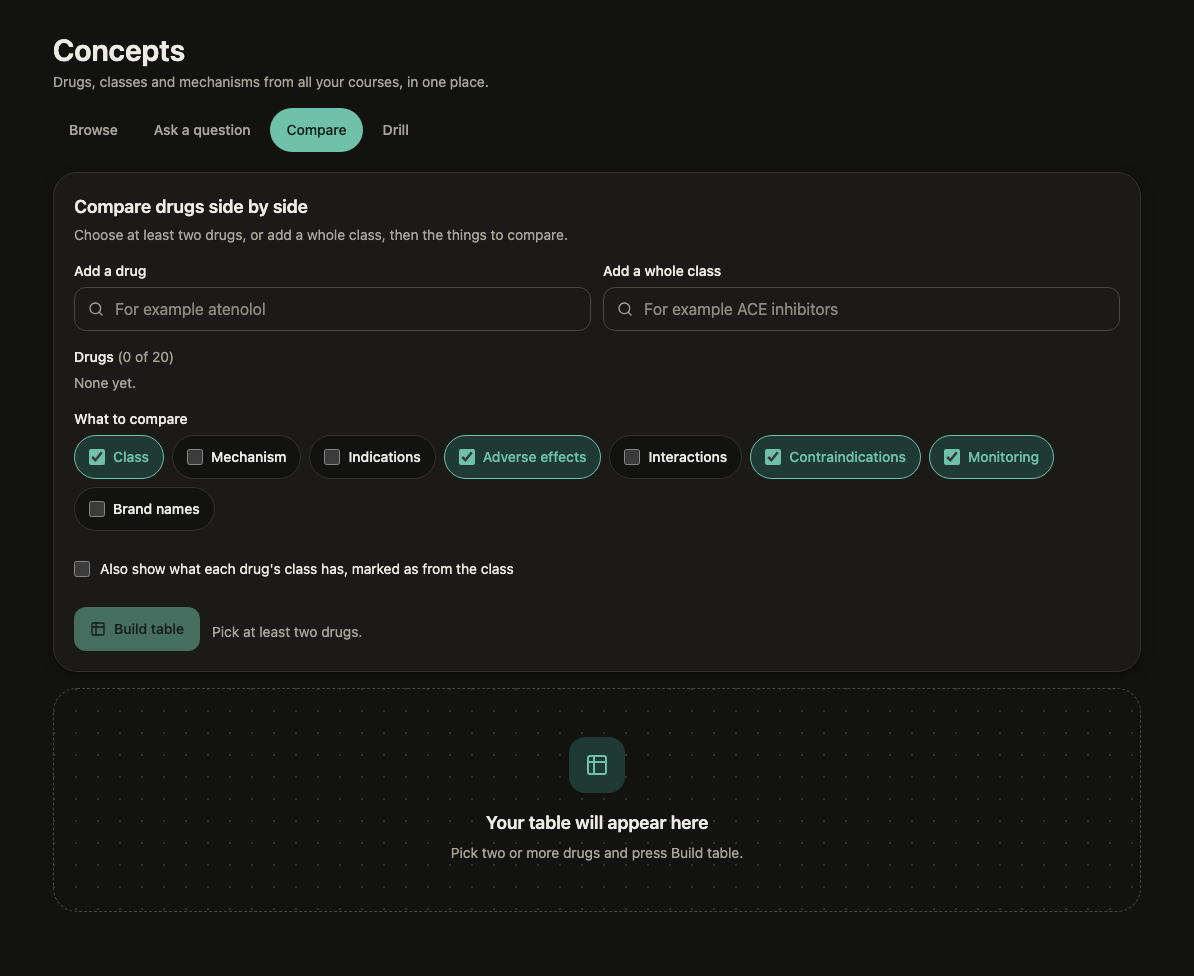 Concepts
Drugs, classes and mechanisms from all your courses, in one place.
Browse Ask a question Compare Drill
Compare drugs side by side
Choose at least two drugs, or add a whole class, then the things to compare.
Add a drug Add a whole class
For example atenolol For example ACE inhibitors
Drugs (0 of 20)
None yet.
What to compare
Class Mechanism Indications Adverse effects Interactions Contraindications Monitoring
Brand names
Also show what each drug's class has, marked as from the class
Build table Pick at least two drugs.
Your table will appear here
Pick two or more drugs and press Build table.